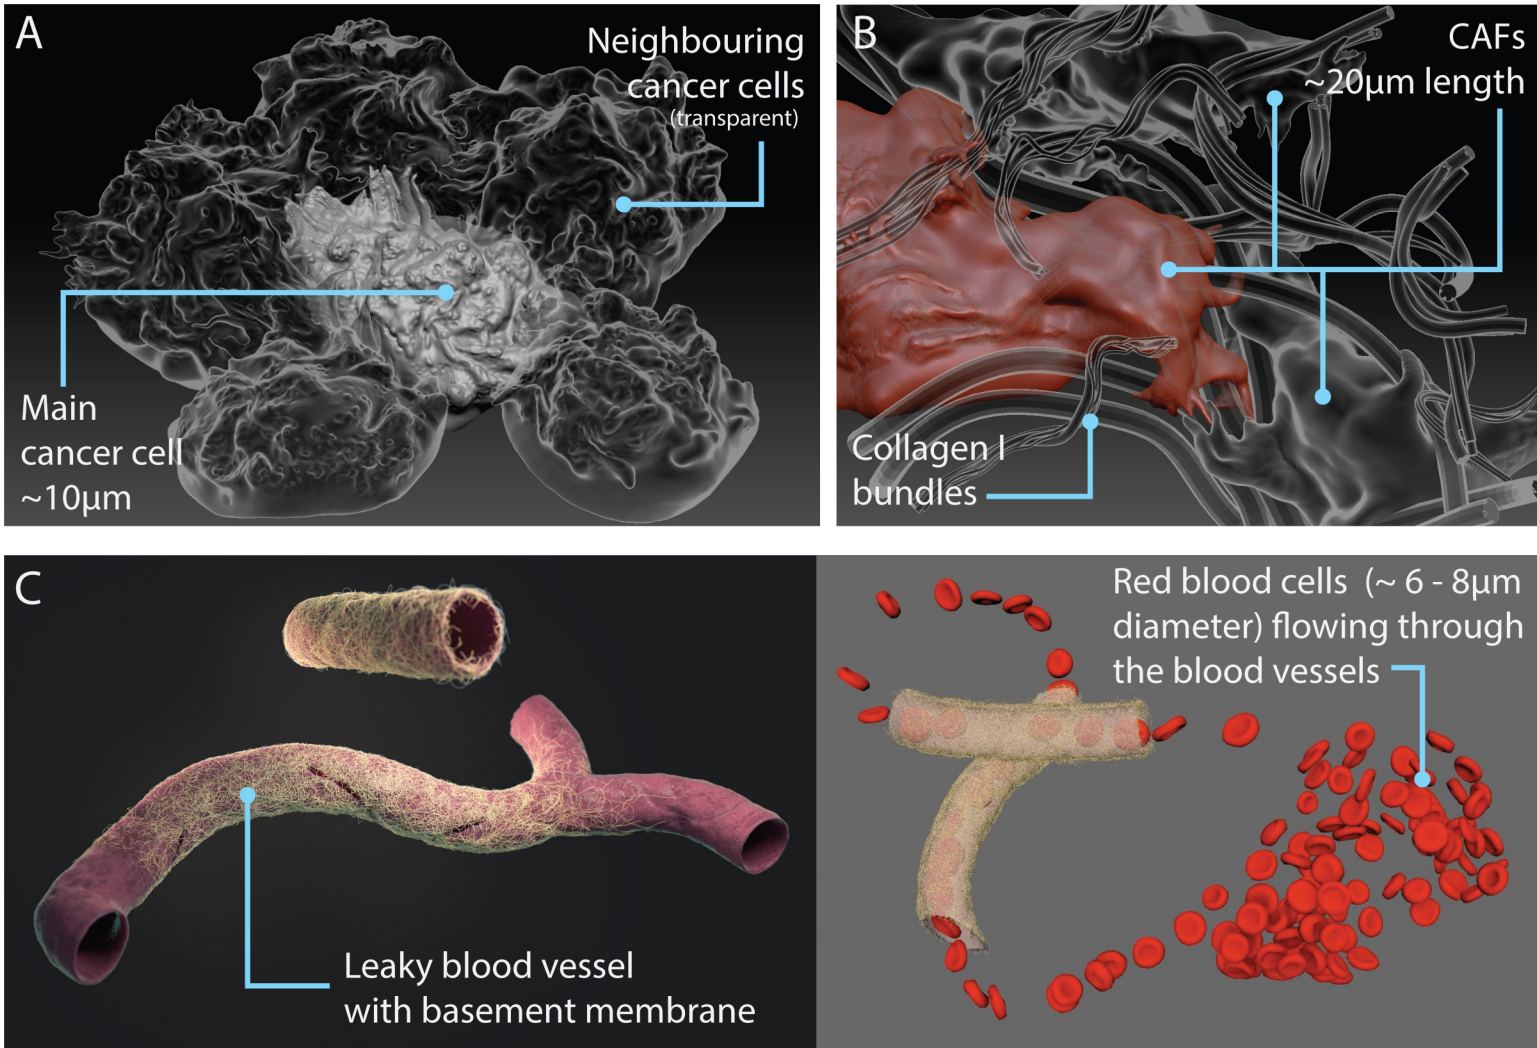 A
Neighbouring
cancer cells
(transparent)
Main
cancer cell
~10µm
B
CAFs
~20µm length
Collagen I
bundles
C
Leaky blood vessel
with basement membrane
Red blood cells (~ 6 - 8µm
diameter) flowing through
the blood vessels